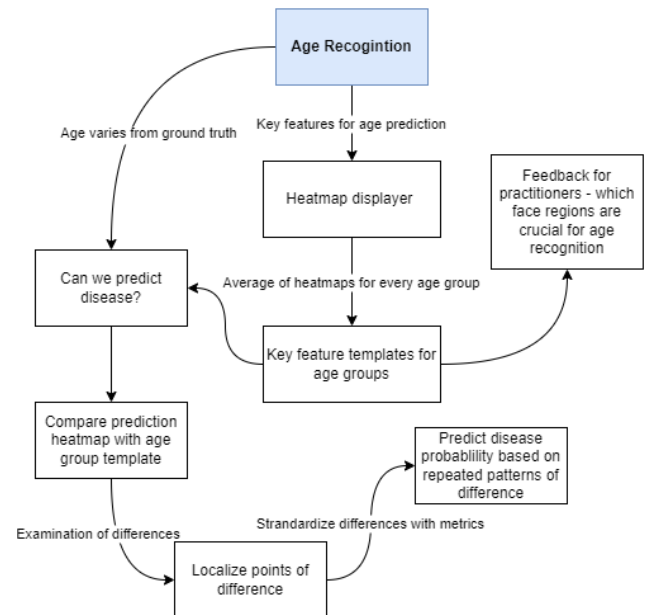 Age Recogintion
Age varies from ground truth
Key features for age prediction
Heatmap displayer
Feedback for
practitioners - which
face regions are
crucial for age
recognition
Can we predict
disease?
Average of heatmaps for every age group
Key feature templates for
age groups
Compare prediction
heatmap with age
group template
Predict disease
probablility based on
repeated patterns of
difference
Examination of differences
Strandardize differences with metrics
Localize points of
difference